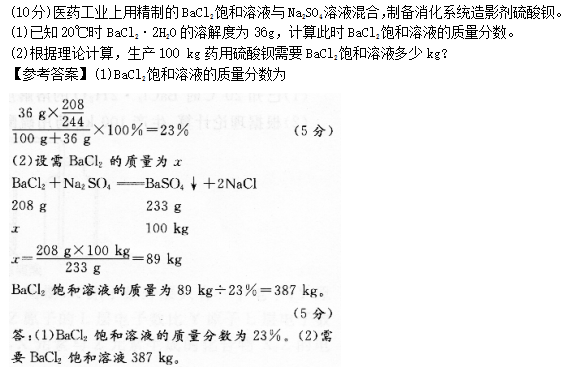 (10分)医药工业上用精制的BaCl₂饱和溶液与Na₂SO₄溶液混合,制备消化系统造影剂硫酸钡。
(1)已知20℃时BaCl₂·2H₂O的溶解度为36g,计算此时BaCl₂饱和溶液的质量分数。
(2)根据理论计算,生产100 kg药用硫酸钡需要BaCl₂饱和溶液多少kg?
【参考答案】(1)BaCl₂饱和溶液的质量分数为
36 g×208/244
100 g+36 g ×100%=23% (5分)
(2)设需BaCl₂的质量为x
BaCl₂+Na₂SO₄══BaSO₄↓+2NaCl
208 g 233 g
x 100 kg
x=208 g×100 kg/233 g=89 kg
BaCl₂饱和溶液的质量为89 kg÷23%=387 kg。
(5分)
答:(1)BaCl₂饱和溶液的质量分数为23%。(2)需
要BaCl₂饱和溶液387 kg。